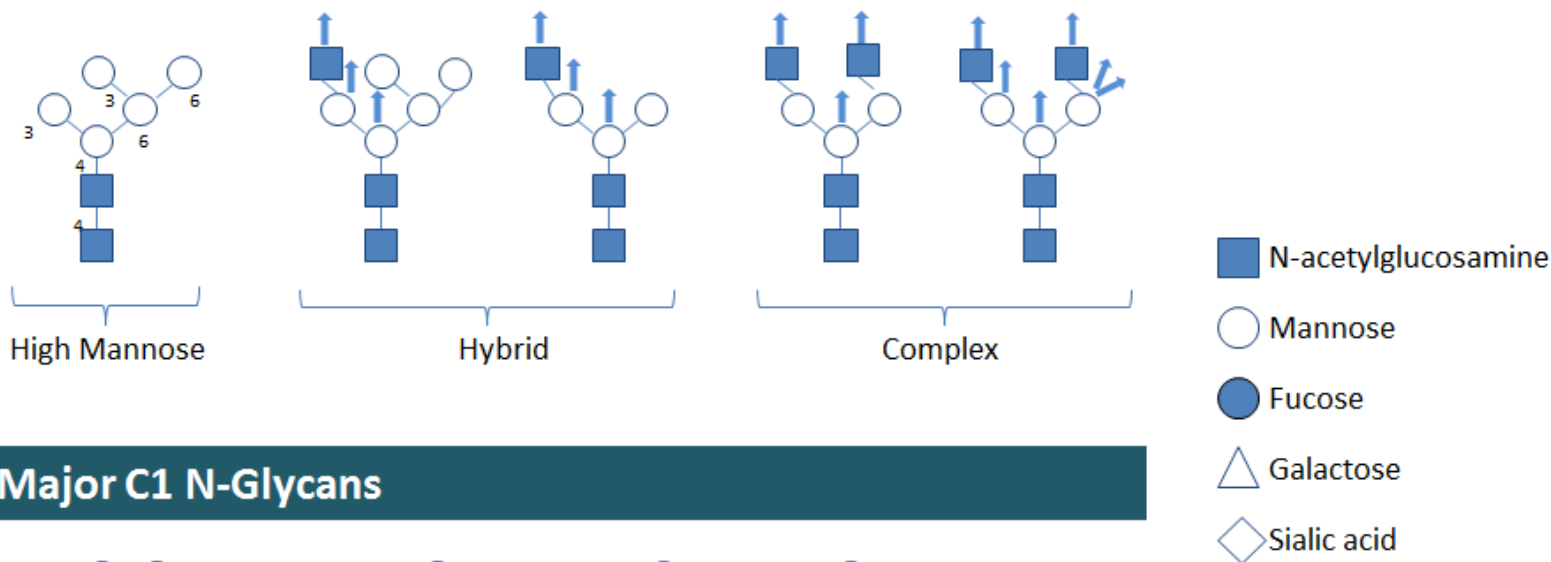 3
6
3
6
4
4
High Mannose
Hybrid
Complex
N-acetylglucosamine
Mannose
Fucose
Galactose
Sialic acid
Major C1 N-Glycans